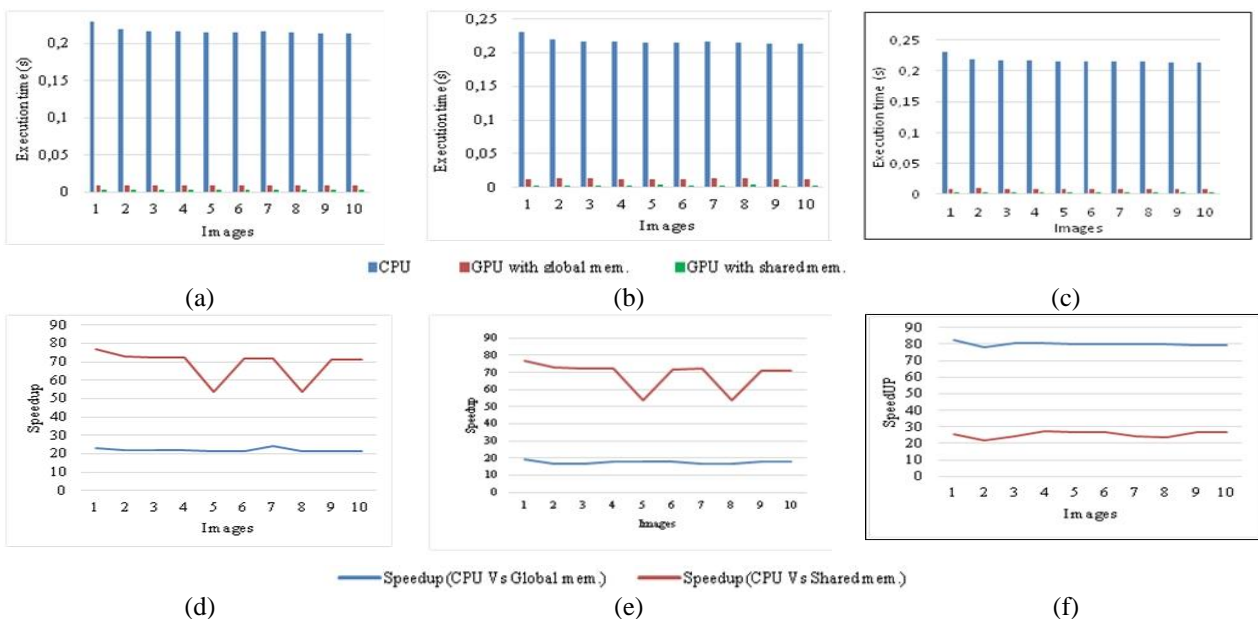 0,2
0,15
0,1
0,05
0
Execution time (s)
1 2 3 4 5 6 7 8 9 10
Images
0,25
0,2
0,15
0,1
0,05
0
Execution time (s)
1 2 3 4 5 6 7 8 9 10
Images
0,25
0,2
0,15
0,1
0,05
0
Execution time (s)
1 2 3 4 5 6 7 8 9 10
Images
CPU GPU with global mem. GPU with shared mem.
(a) (b) (c)
90
80
70
60
50
40
30
20
10
0
Speedup
1 2 3 4 5 6 7 8 9 10
Images
90
80
70
60
50
40
30
20
10
0
Speedup
1 2 3 4 5 6 7 8 9 10
Images
90
80
70
60
50
40
30
20
10
0
SpeedUP
1 2 3 4 5 6 7 8 9 10
Images
Speedup(CPU Vs Global mem.) Speedup(CPU Vs Shared mem.)
(d) (e) (f)